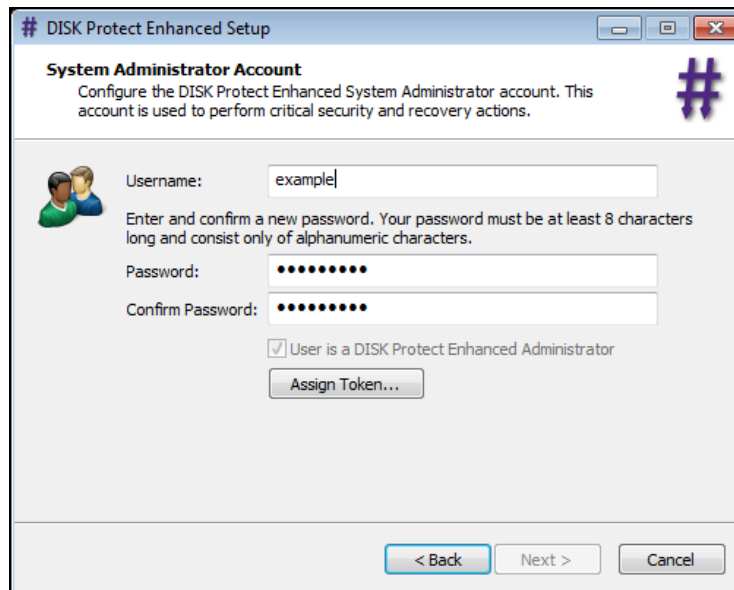 # DISK Protect Enhanced Setup
System Administrator Account
Configure the DISK Protect Enhanced System Administrator account. This
account is used to perform critical security and recovery actions.
Username:
example
Enter and confirm a new password. Your password must be at least 8 characters
long and consist only of alphanumeric characters.
Password:
•••••••••
Confirm Password:
•••••••••
User is a DISK Protect Enhanced Administrator
Assign Token...
< Back
Next >
Cancel